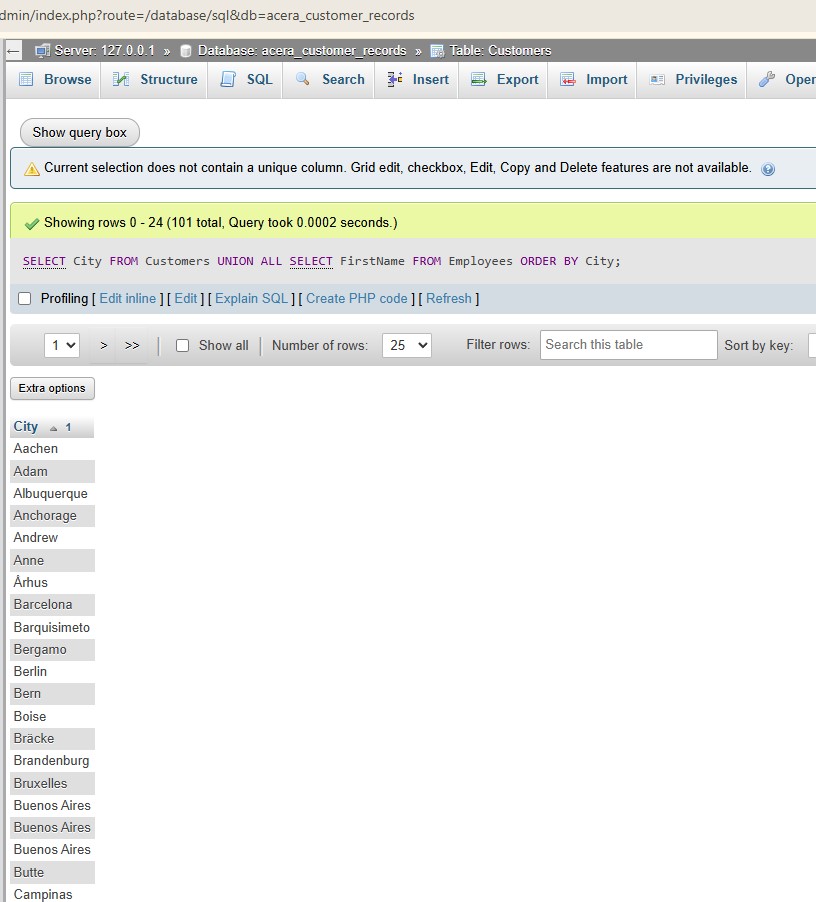 dmin/index.php?route=/database/sql&db=acera_customer_records
← Server: 127.0.0.1 » Database: acera_customer_records » Table: Customers
Browse Structure SQL Search Insert Export Import Privileges
Show query box
Current selection does not contain a unique column. Grid edit, checkbox, Edit, Copy and Delete features are not available.
Showing rows 0 - 24 (101 total, Query took 0.0002 seconds.)
SELECT City FROM Customers UNION ALL SELECT FirstName FROM Employees ORDER BY City;
Profiling [ Edit inline ] [ Edit ] [ Explain SQL ] [ Create PHP code ] [ Refresh ]
1 > >> | Show all | Number of rows: 25 Filter rows: Search this table Sort by key:
Extra options
City 1
Aachen
Adam
Albuquerque
Anchorage
Andrew
Anne
Århus
Barcelona
Barquisimeto
Bergamo
Berlin
Bern
Boise
Bräcke
Brandenburg
Bruxelles
Buenos Aires
Buenos Aires
Buenos Aires
Butte
Campinas